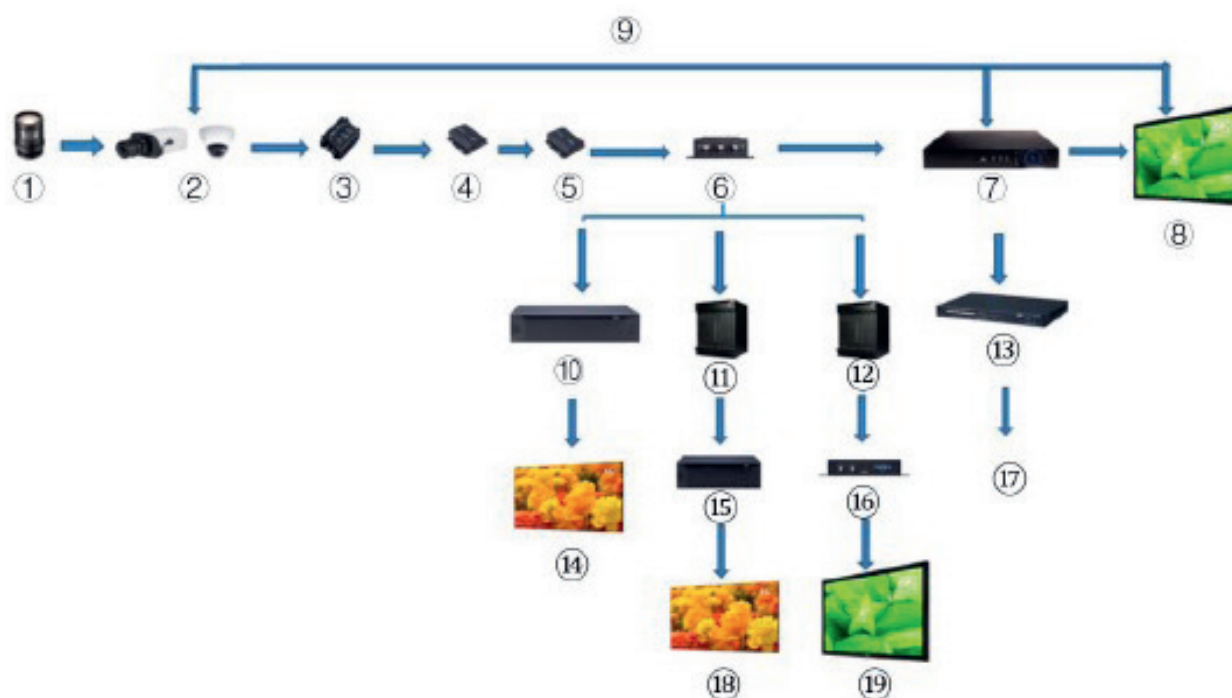 ⑨
① ② ③ ④ ⑤ ⑥ ⑦ ⑧
⑩ ⑪ ⑫ ⑬
⑭ ⑮ ⑯ ⑰
⑱ ⑲